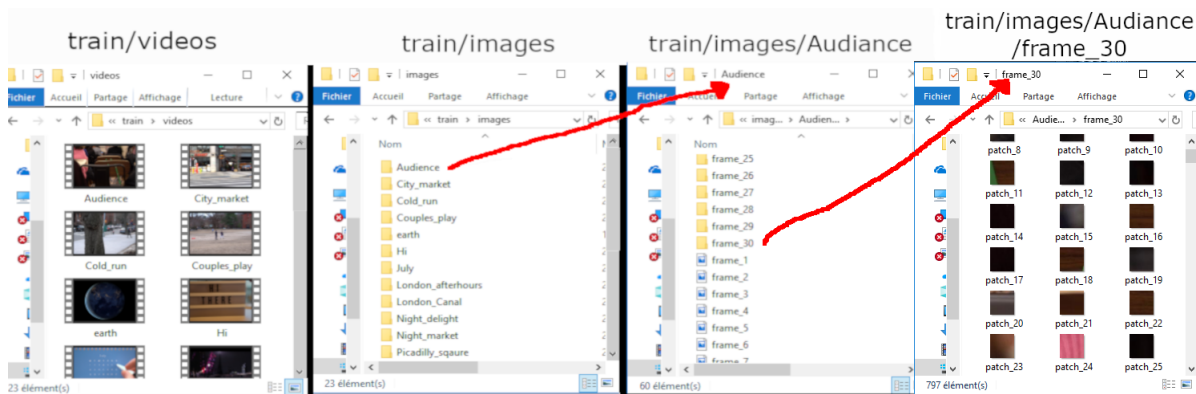 train/videos
train/images
train/images/Audiance
train/images/Audiance
/frame_30
videos
Fichier Accueil Partage Affichage Lecture
« train › videos
Audience City_market
Cold_run Couples_play
earth Hi
23 élément(s)
images
Fichier Accueil Partage Affichage
« train › images
Nom
Audience
City_market
Cold_run
Couples_play
earth
Hi
July
London_afterhours
London_Canal
Night_delight
Night_market
Picadilly_sqaure
23 élément(s)
Audience
Fichier Accueil Partage Affichage
« imag... › Audien... ›
Nom
frame_25
frame_26
frame_27
frame_28
frame_29
frame_30
frame_1
frame_2
frame_3
frame_4
frame_5
frame_6
frame_7
60 élément(s)
frame_30
Fichier Accueil Partage Affichage
« Audie... › frame_30
patch_8 patch_9 patch_10
patch_11 patch_12 patch_13
patch_14 patch_15 patch_16
patch_17 patch_18 patch_19
patch_20 patch_21 patch_22
patch_23 patch_24 patch_25
797 élément(s)